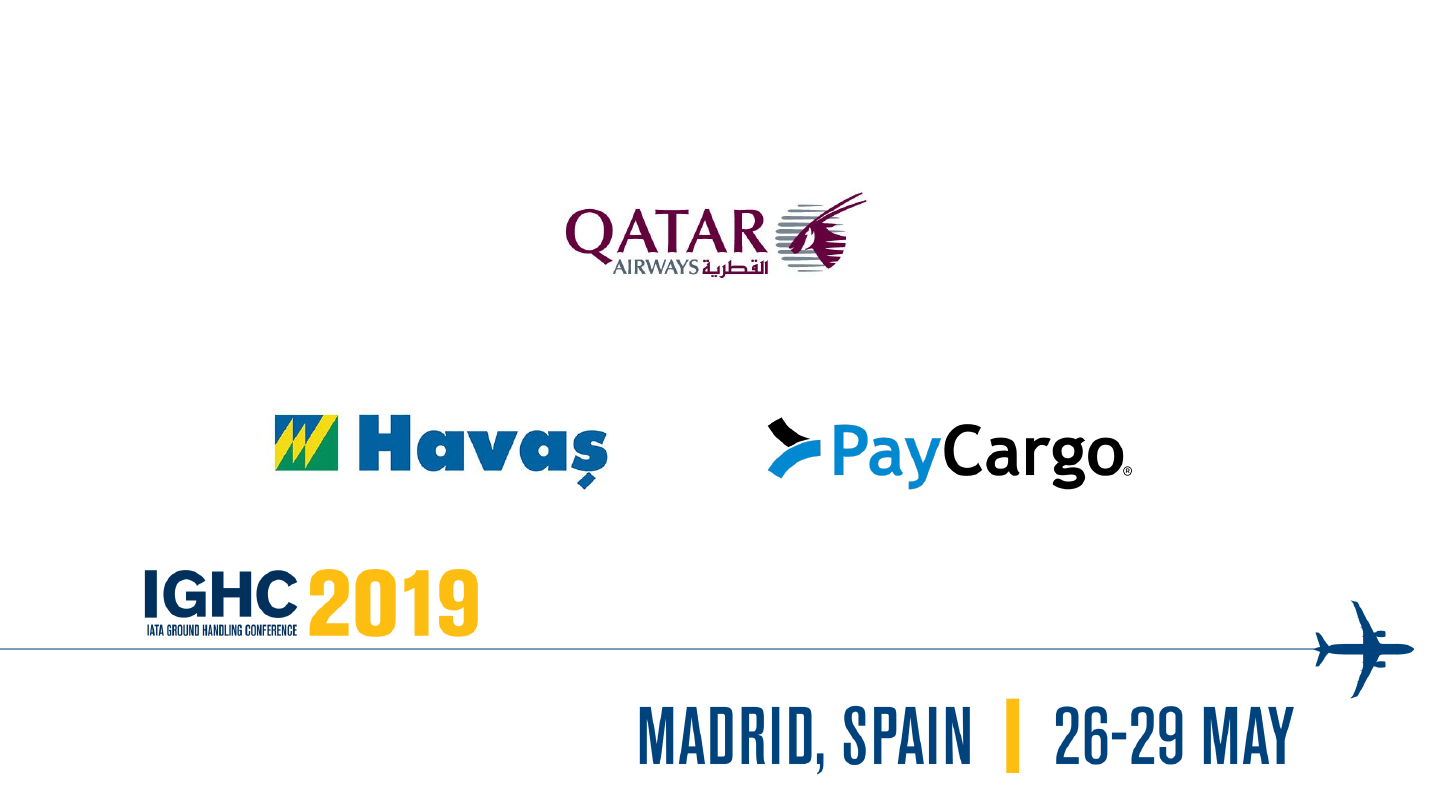 QATAR
AIRWAYS القطرية
Havaş
PayCargo®
IGHC 2019
IATA GROUND HANDLING CONFERENCE
MADRID, SPAIN | 26-29 MAY